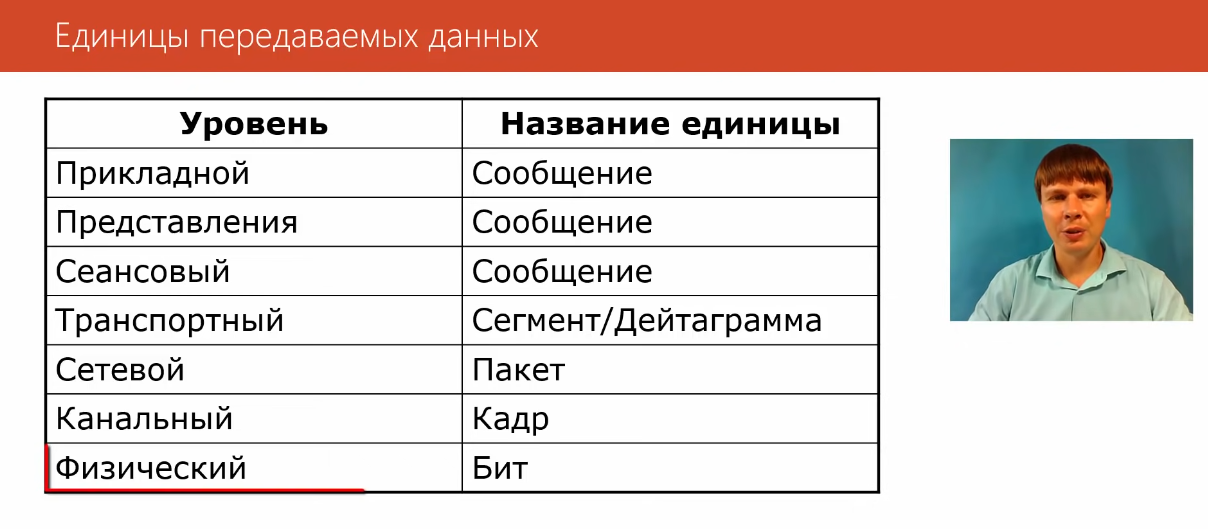 Единицы передаваемых данных
Уровень Название единицы
Прикладной Сообщение
Представления Сообщение
Сеансовый Сообщение
Транспортный Сегмент/Дейтаграмма
Сетевой Пакет
Канальный Кадр
Физический Бит